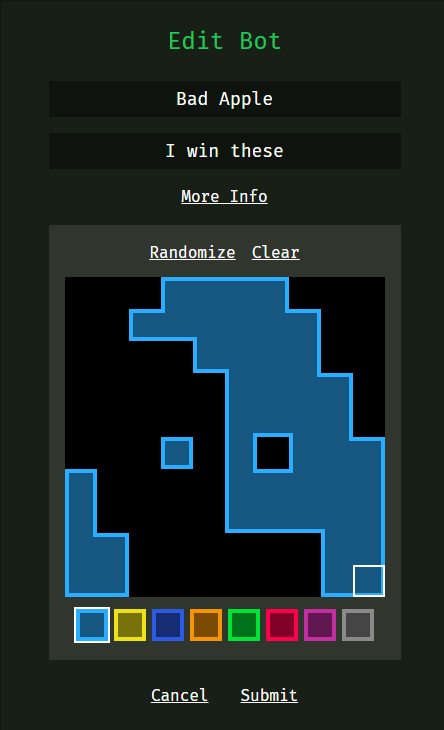 Edit Bot
Bad Apple
I win these
More Info
Randomize Clear
Cancel Submit